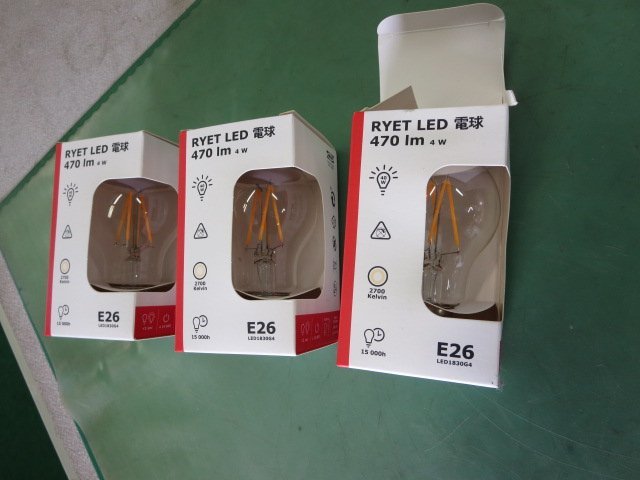 RYET LED 電球
470 lm 4 W
2700
Kelvin
15 000h
E26
LED1830G4
RYET LED 電球
470 lm 4 W
40
W
2700
Kelvin
15 000h
E26
LED1830G4
RYET LED 電球
470 lm 4 W
40
W
2700
Kelvin
15 000h
E26
LED1830G4